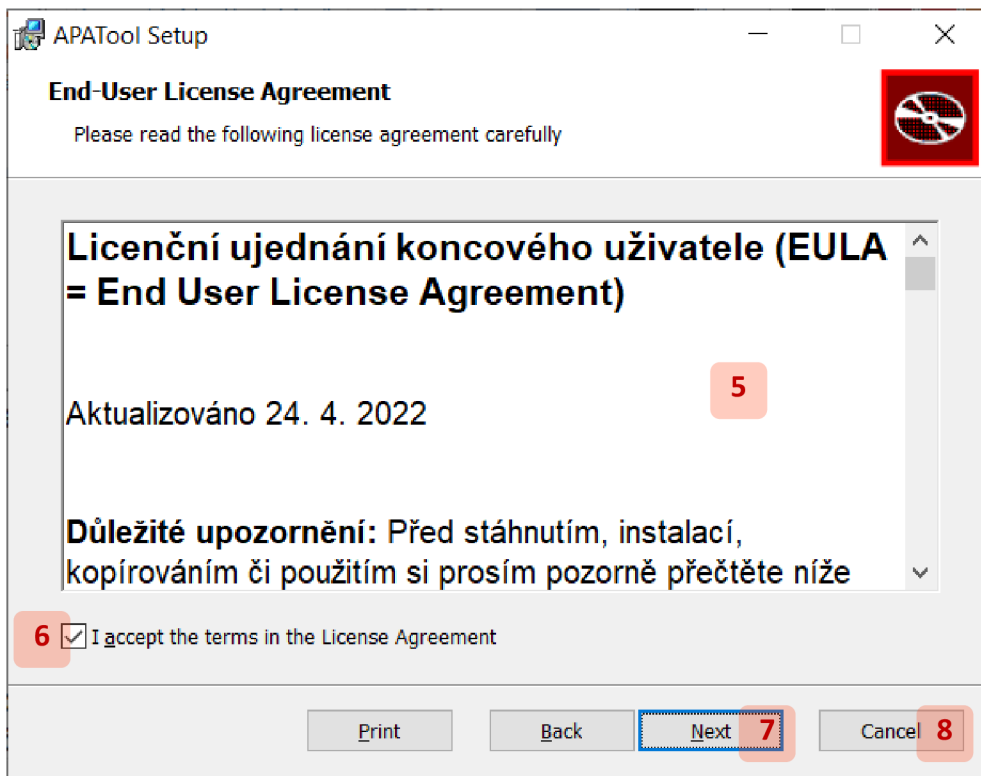 APATool Setup
End-User License Agreement
Please read the following license agreement carefully
Licenční ujednání koncového uživatele (EULA
= End User License Agreement)
Aktualizováno 24. 4. 2022
5
Důležité upozornění: Před stáhnutím, instalací,
kopírováním či použitím si prosím pozorně přečtěte níže
6 I accept the terms in the License Agreement
Print Back Next 7 Cancel 8